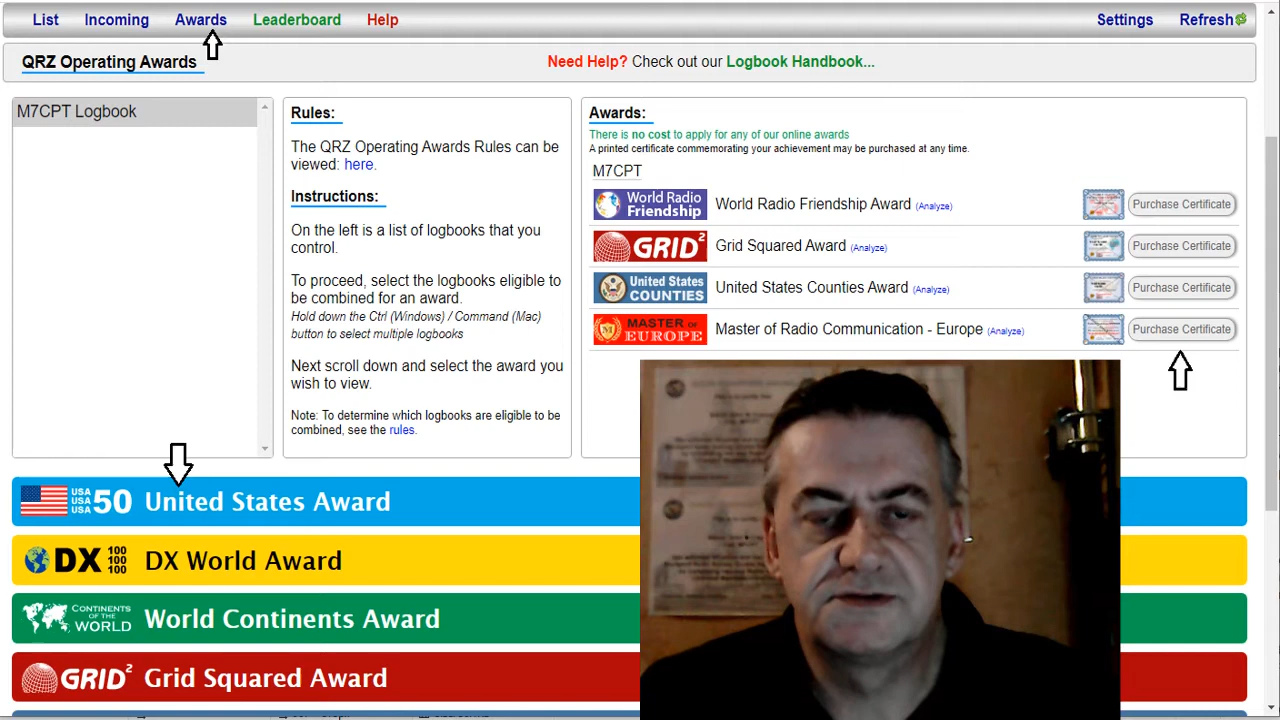 List Incoming Awards Leaderboard Help Settings Refresh
QRZ Operating Awards
Need Help? Check out our Logbook Handbook...
M7CPT Logbook
Rules:
The QRZ Operating Awards Rules can be
viewed: here.
Instructions:
On the left is a list of logbooks that you
control.
To proceed, select the logbooks eligible to
be combined for an award.
Hold down the Ctrl (Windows) / Command (Mac)
button to select multiple logbooks
Next scroll down and select the award you
wish to view.
Note: To determine which logbooks are eligible to be
combined, see the rules.
Awards:
There is no cost to apply for any of our online awards
A printed certificate commemorating your achievement may be purchased at any time.
M7CPT
World Radio
Friendship
World Radio Friendship Award (Analyze)
Purchase Certificate
GRID²
Grid Squared Award (Analyze)
Purchase Certificate
United States
COUNTIES
United States Counties Award (Analyze)
Purchase Certificate
MASTER OF
EUROPE
Master of Radio Communication - Europe (Analyze)
Purchase Certificate
USA
USA
USA
50
United States Award
DX
100
100
100
DX World Award
CONTINENTS
OF THE
WORLD
World Continents Award
GRID²
Grid Squared Award